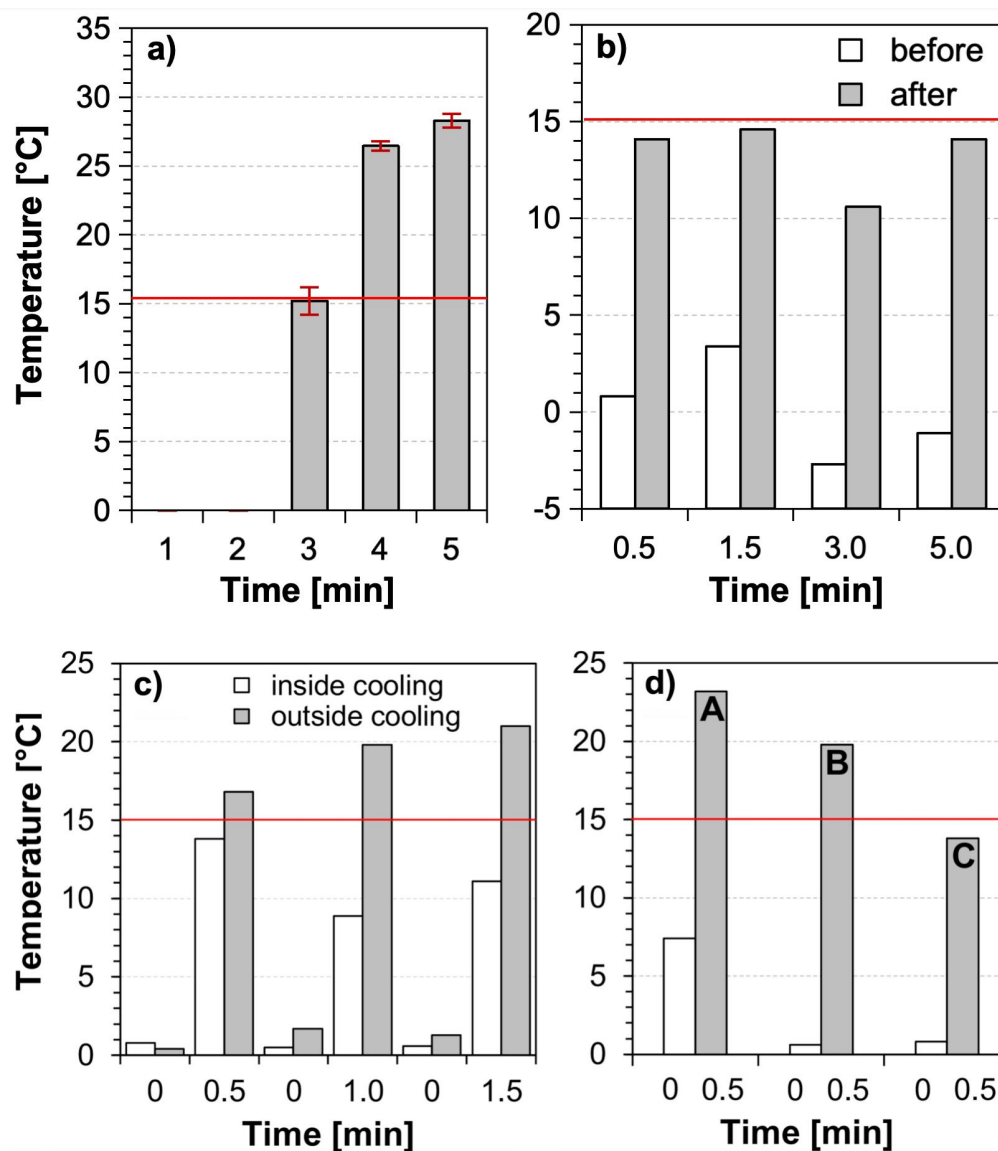 a)
35
30
25
20
15
10
15
0
Temperature [°C]
1 2 3 4 5
Time [min]
b)
before
after
20
15
10
5
0
-5
0.5 1.5 3.0 5.0
Time [min]
c)
inside cooling
outside cooling
25
20
15
10
5
0
Temperature [°C]
0 0.5 0 1.0 0 1.5
Time [min]
d)
A
B
C
25
20
15
10
5
0
0 0.5 0 0.5 0 0.5
Time [min]